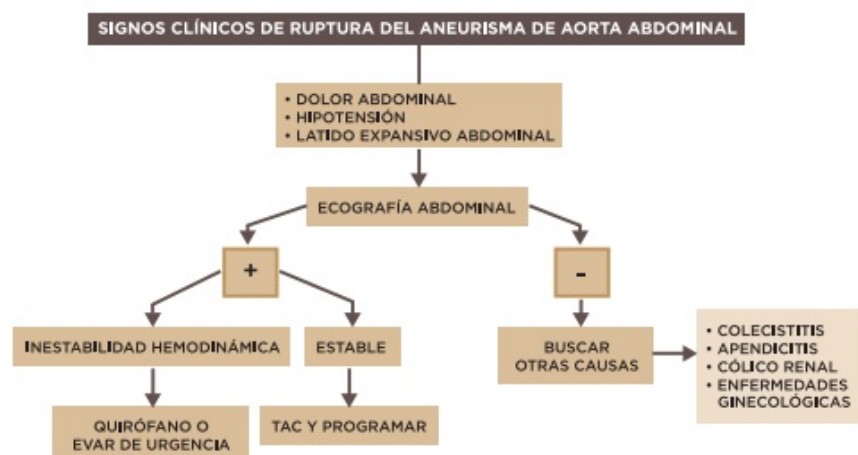 SIGNOS CLÍNICOS DE RUPTURA DEL ANEURISMA DE AORTA ABDOMINAL
• DOLOR ABDOMINAL
• HIPOTENSIÓN
• LATIDO EXPANSIVO ABDOMINAL
ECOGRAFÍA ABDOMINAL
+
-
INESTABILIDAD HEMODINÁMICA
ESTABLE
BUSCAR
OTRAS CAUSAS
• COLECISTITIS
• APENDICITIS
• CÓLICO RENAL
• ENFERMEDADES
GINECOLÓGICAS
QUIRÓFANO O
EVAR DE URGENCIA
TAC Y PROGRAMAR